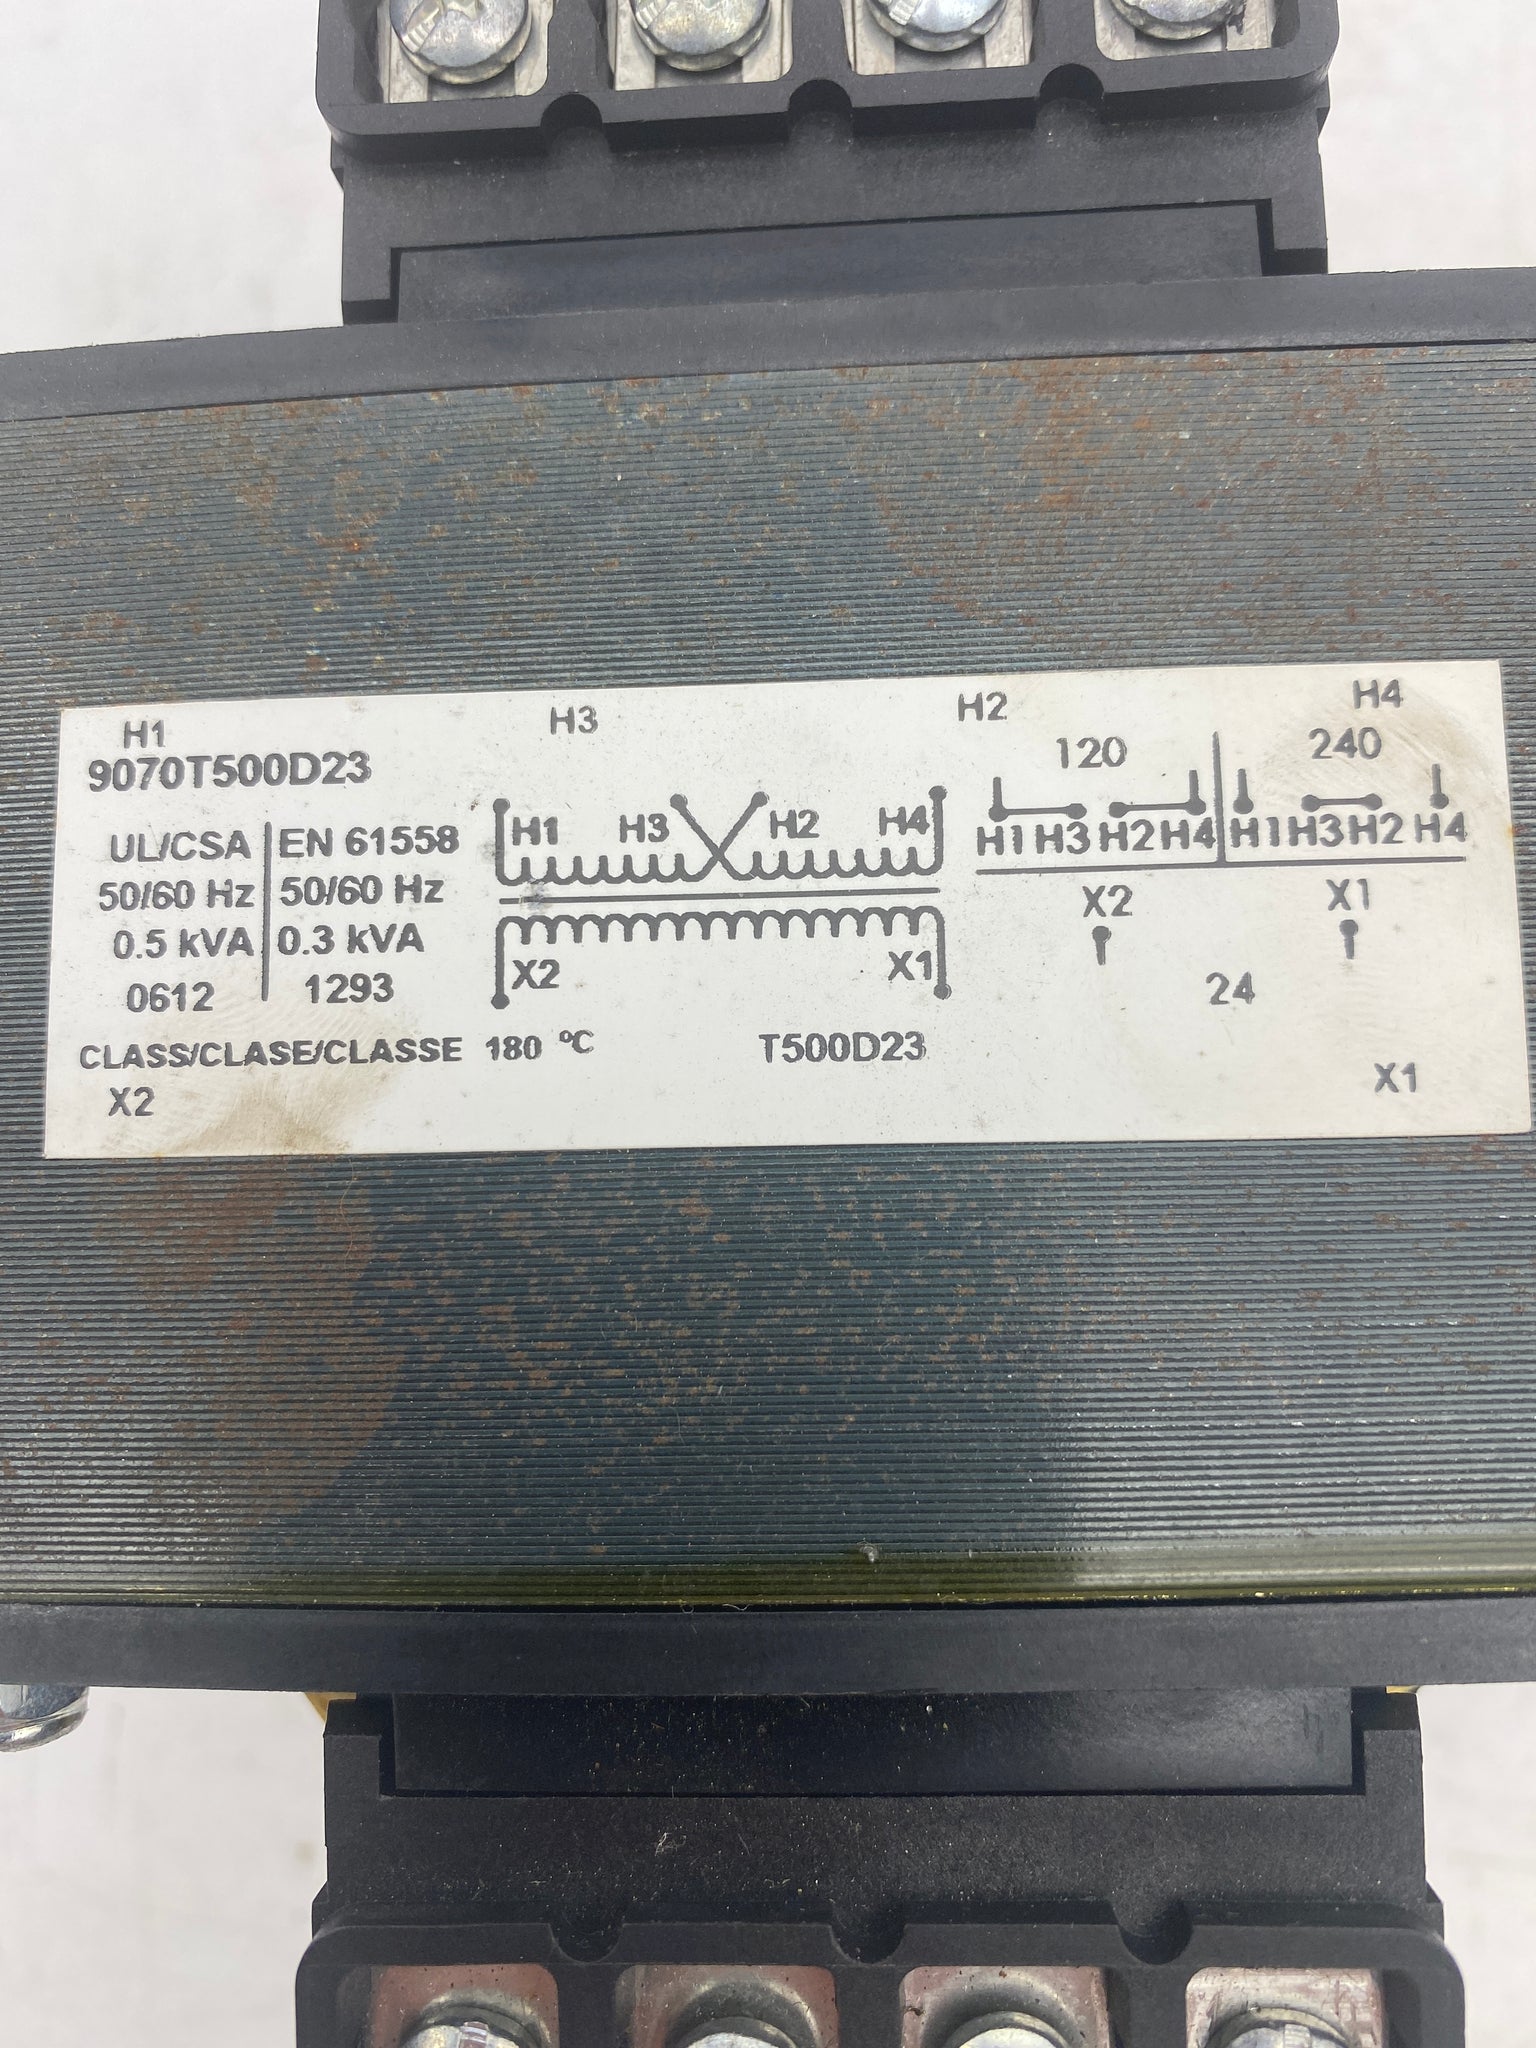 H1 H3 H2 H4
9070T500D23
UL/CSA EN 61558
50/60 Hz 50/60 Hz
0.5 kVA 0.3 kVA
0612 1293
CLASS/CLASE/CLASSE 180 ºC
X2
H1 H3 H2 H4
X2 X1
T500D23
120 240
H1 H3 H2 H4 H1 H3 H2 H4
X2 X1
24
X1